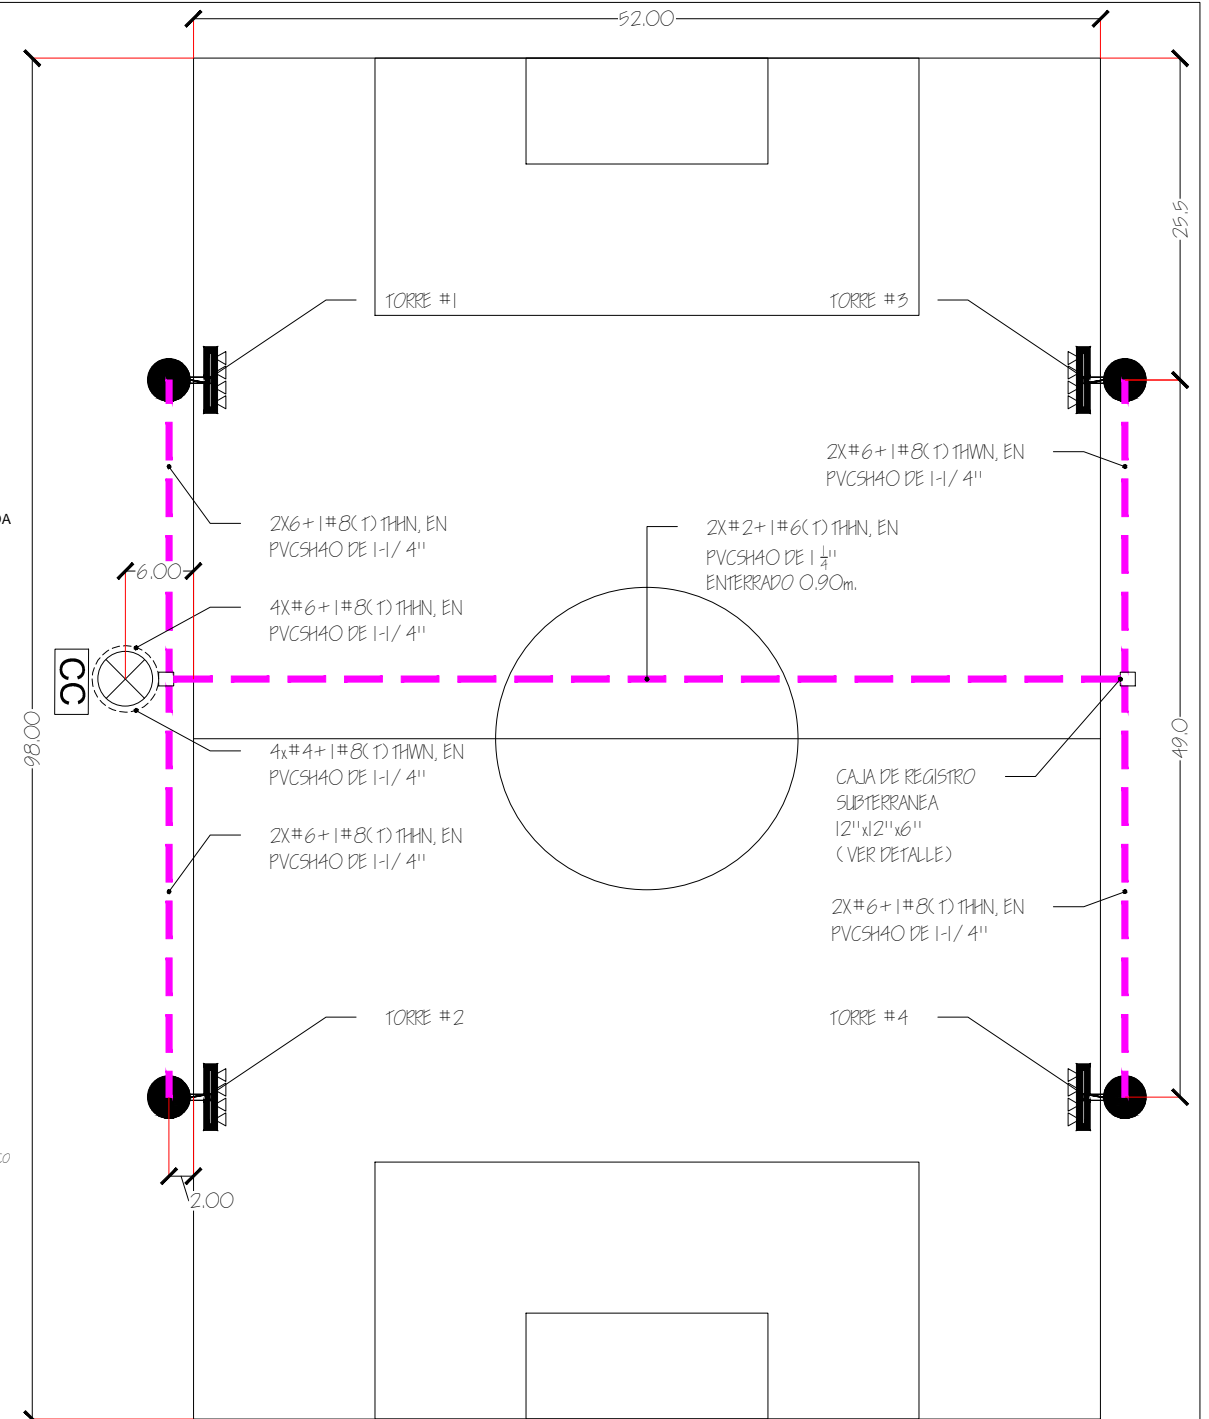 52.00
25.5
TORRE #1
TORRE #3
2X#6+1#8(T) THWN, EN
PVCSH40 DE 1-1/4"
2X6+1#8(T) THHN, EN
PVCSH40 DE 1-1/4"
2X#2+1#6(T) THHN, EN
PVCSH40 DE 1 1/4"
ENTERRADO 0.90m.
6.00
4X#6+1#8(T) THHN, EN
PVCSH40 DE 1-1/4"
CC
98.00
49.0
4x#4+1#8(T) THWN, EN
PVCSH40 DE 1-1/4"
CAJA DE REGISTRO
SUBTERRANEA
12"x12"x6"
(VER DETALLE)
2X#6+1#8(T) THHN, EN
PVCSH40 DE 1-1/4"
2X#6+1#8(T) THHN, EN
PVCSH40 DE 1-1/4"
TORRE #2
TORRE #4
2.00